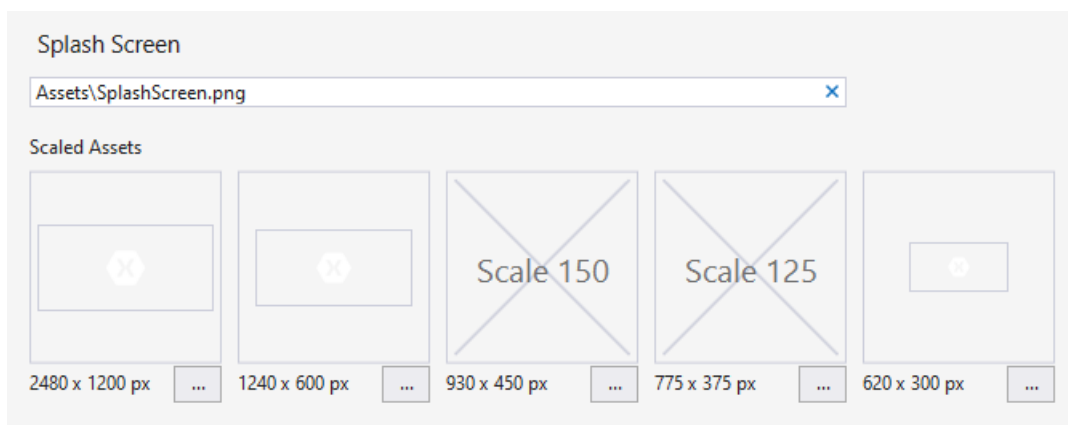 Splash Screen
Assets\SplashScreen.png
Scaled Assets
Scale 150 Scale 125
2480 x 1200 px ... 1240 x 600 px ... 930 x 450 px ... 775 x 375 px ... 620 x 300 px ...